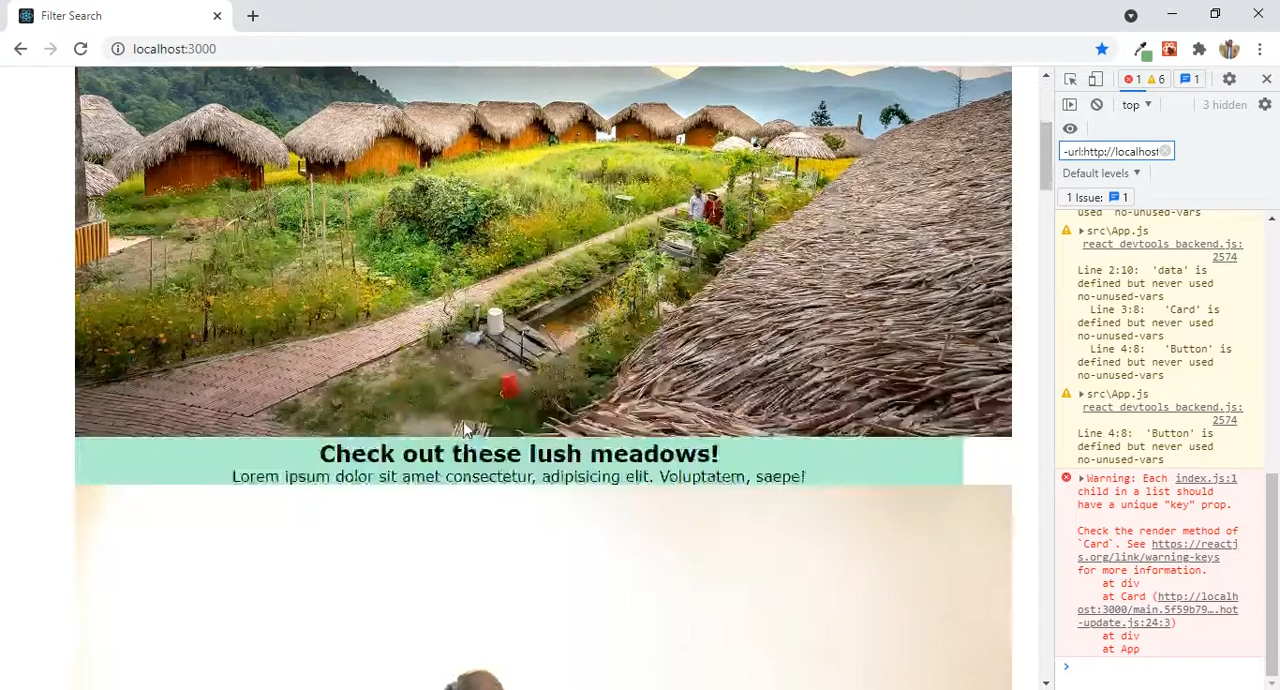 Filter Search
localhost:3000
1 6 1
top ▼ 3 hidden
-url:http://localhost
Default levels ▼
1 Issue: 1
used no-unused-vars
src\App.js
react devtools backend.js:
2574
Line 2:10: 'data' is
defined but never used
no-unused-vars
Line 3:8: 'Card' is
defined but never used
no-unused-vars
Line 4:8: 'Button' is
defined but never used
no-unused-vars
src\App.js
react devtools backend.js:
2574
Line 4:8: 'Button' is
defined but never used
no-unused-vars
Warning: Each index.js:1
child in a list should
have a unique "key" prop.
Check the render method of
`Card`. See https://reactj
s.org/link/warning-keys
for more information.
at div
at Card (http://localh
ost:3000/main.5f59b79….hot
-update.js:24:3)
at div
at App
Check out these lush meadows!
Lorem ipsum dolor sit amet consectetur, adipisicing elit. Voluptatem, saepe!